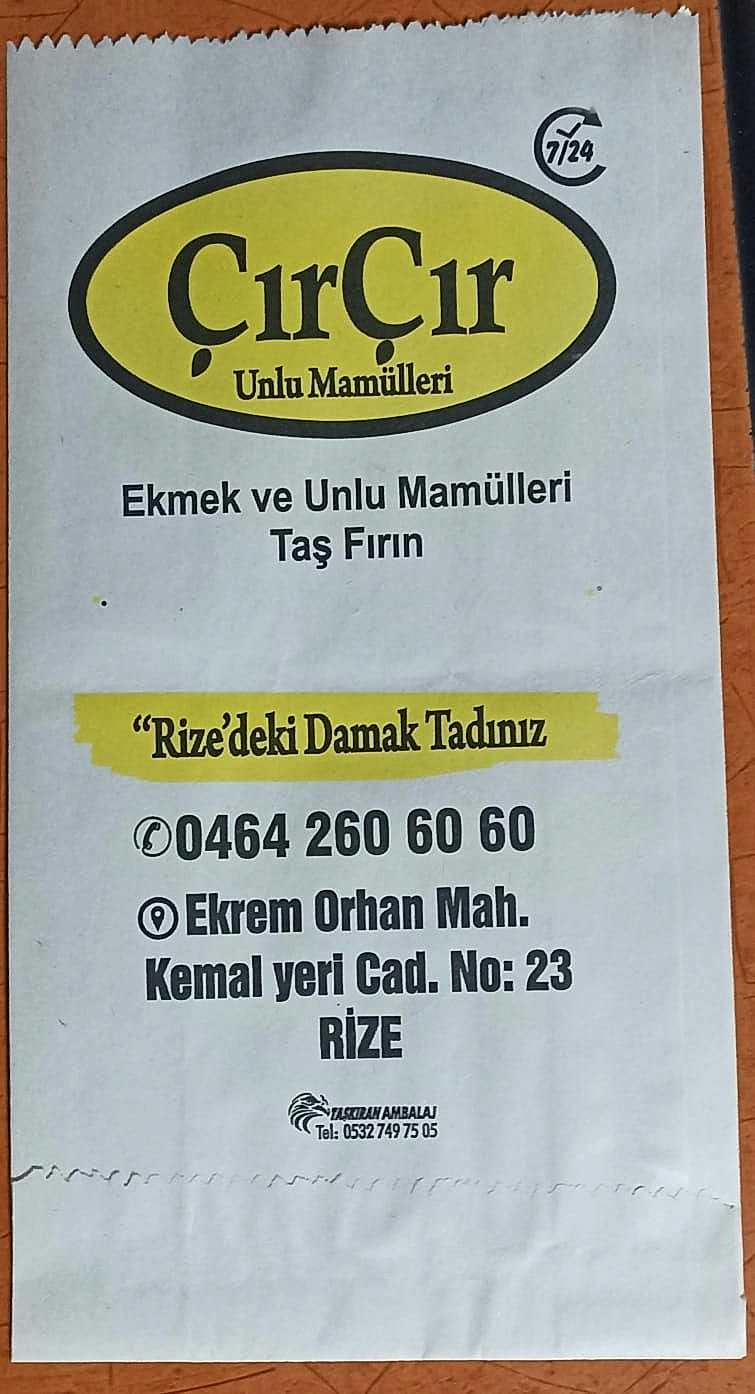 7/24
ÇırÇır
Unlu Mamülleri
Ekmek ve Unlu Mamülleri
Taş Fırın
“Rize’deki Damak Tadınız
0464 260 60 60
Ekrem Orhan Mah.
Kemal yeri Cad. No: 23
RİZE
TAŞKIRAN AMBALAJ
Tel: 0532 749 75 05